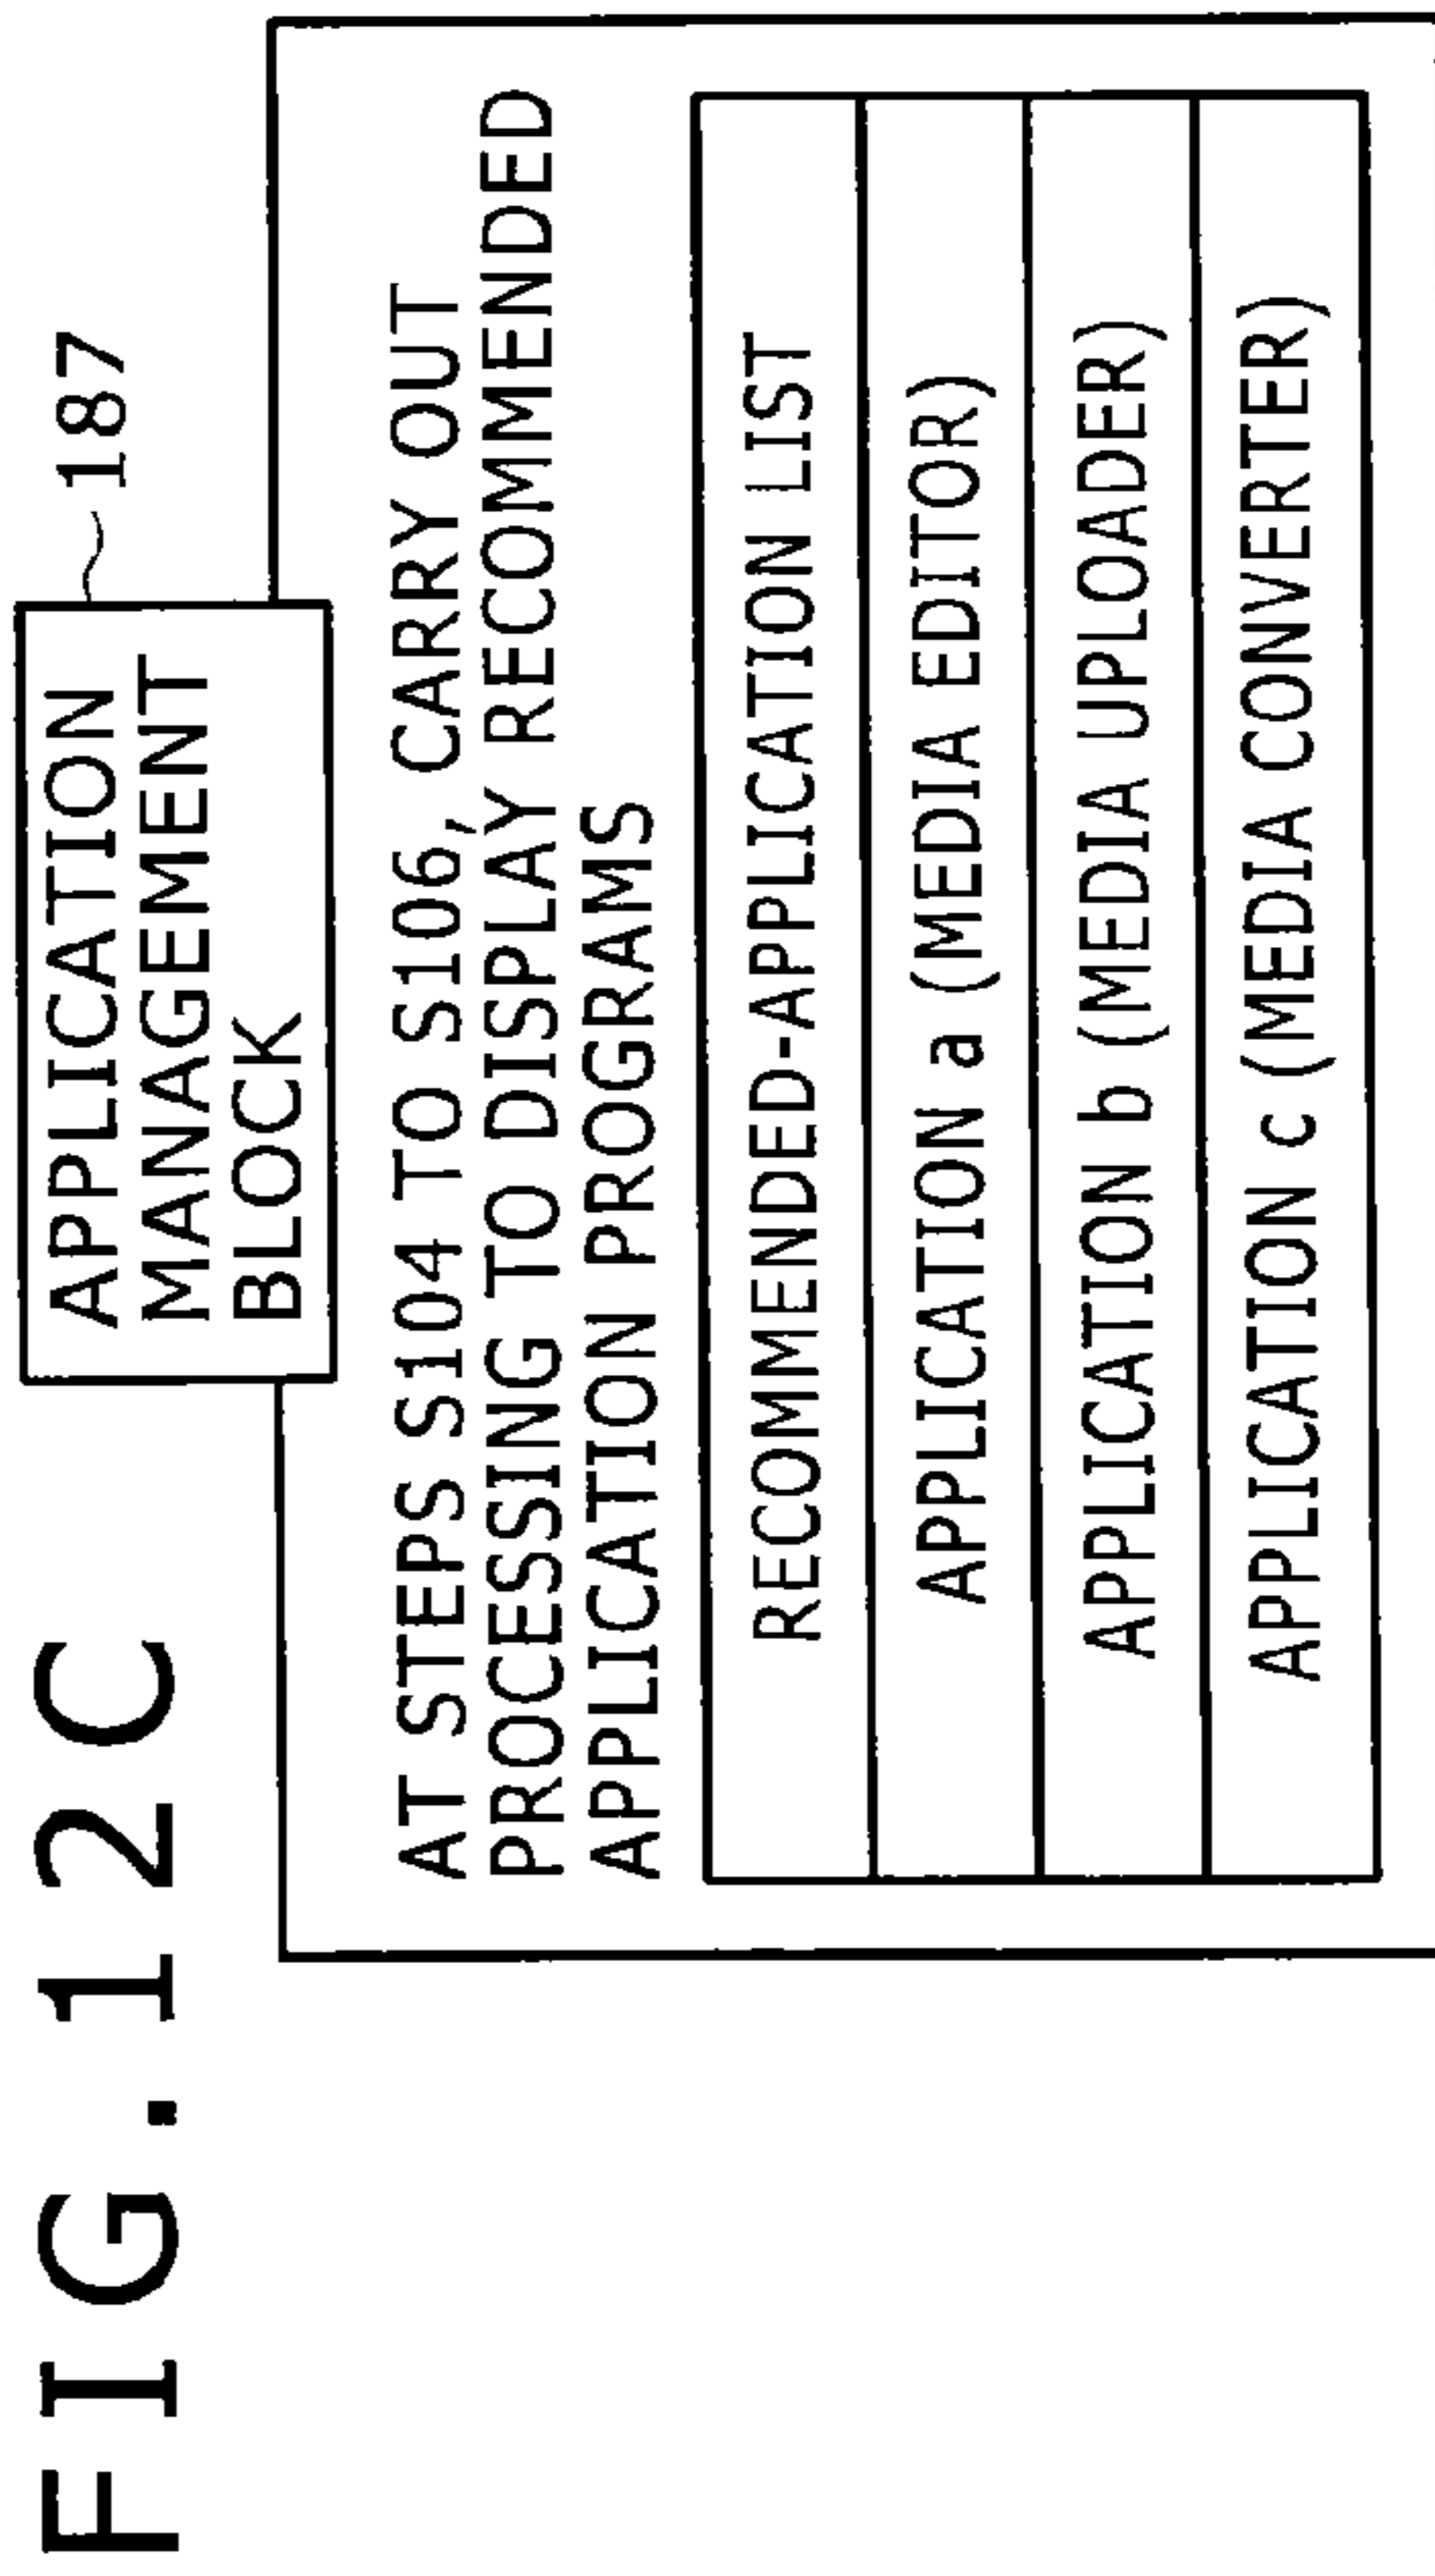 FIG.12C
APPLICATION
MANAGEMENT
BLOCK
187
AT STEPS S104 TO S106, CARRY OUT
PROCESSING TO DISPLAY RECOMMENDED
APPLICATION PROGRAMS
RECOMMENDED-APPLICATION LIST
APPLICATION a (MEDIA EDITOR)
APPLICATION b (MEDIA UPLOADER)
APPLICATION c (MEDIA CONVERTER)